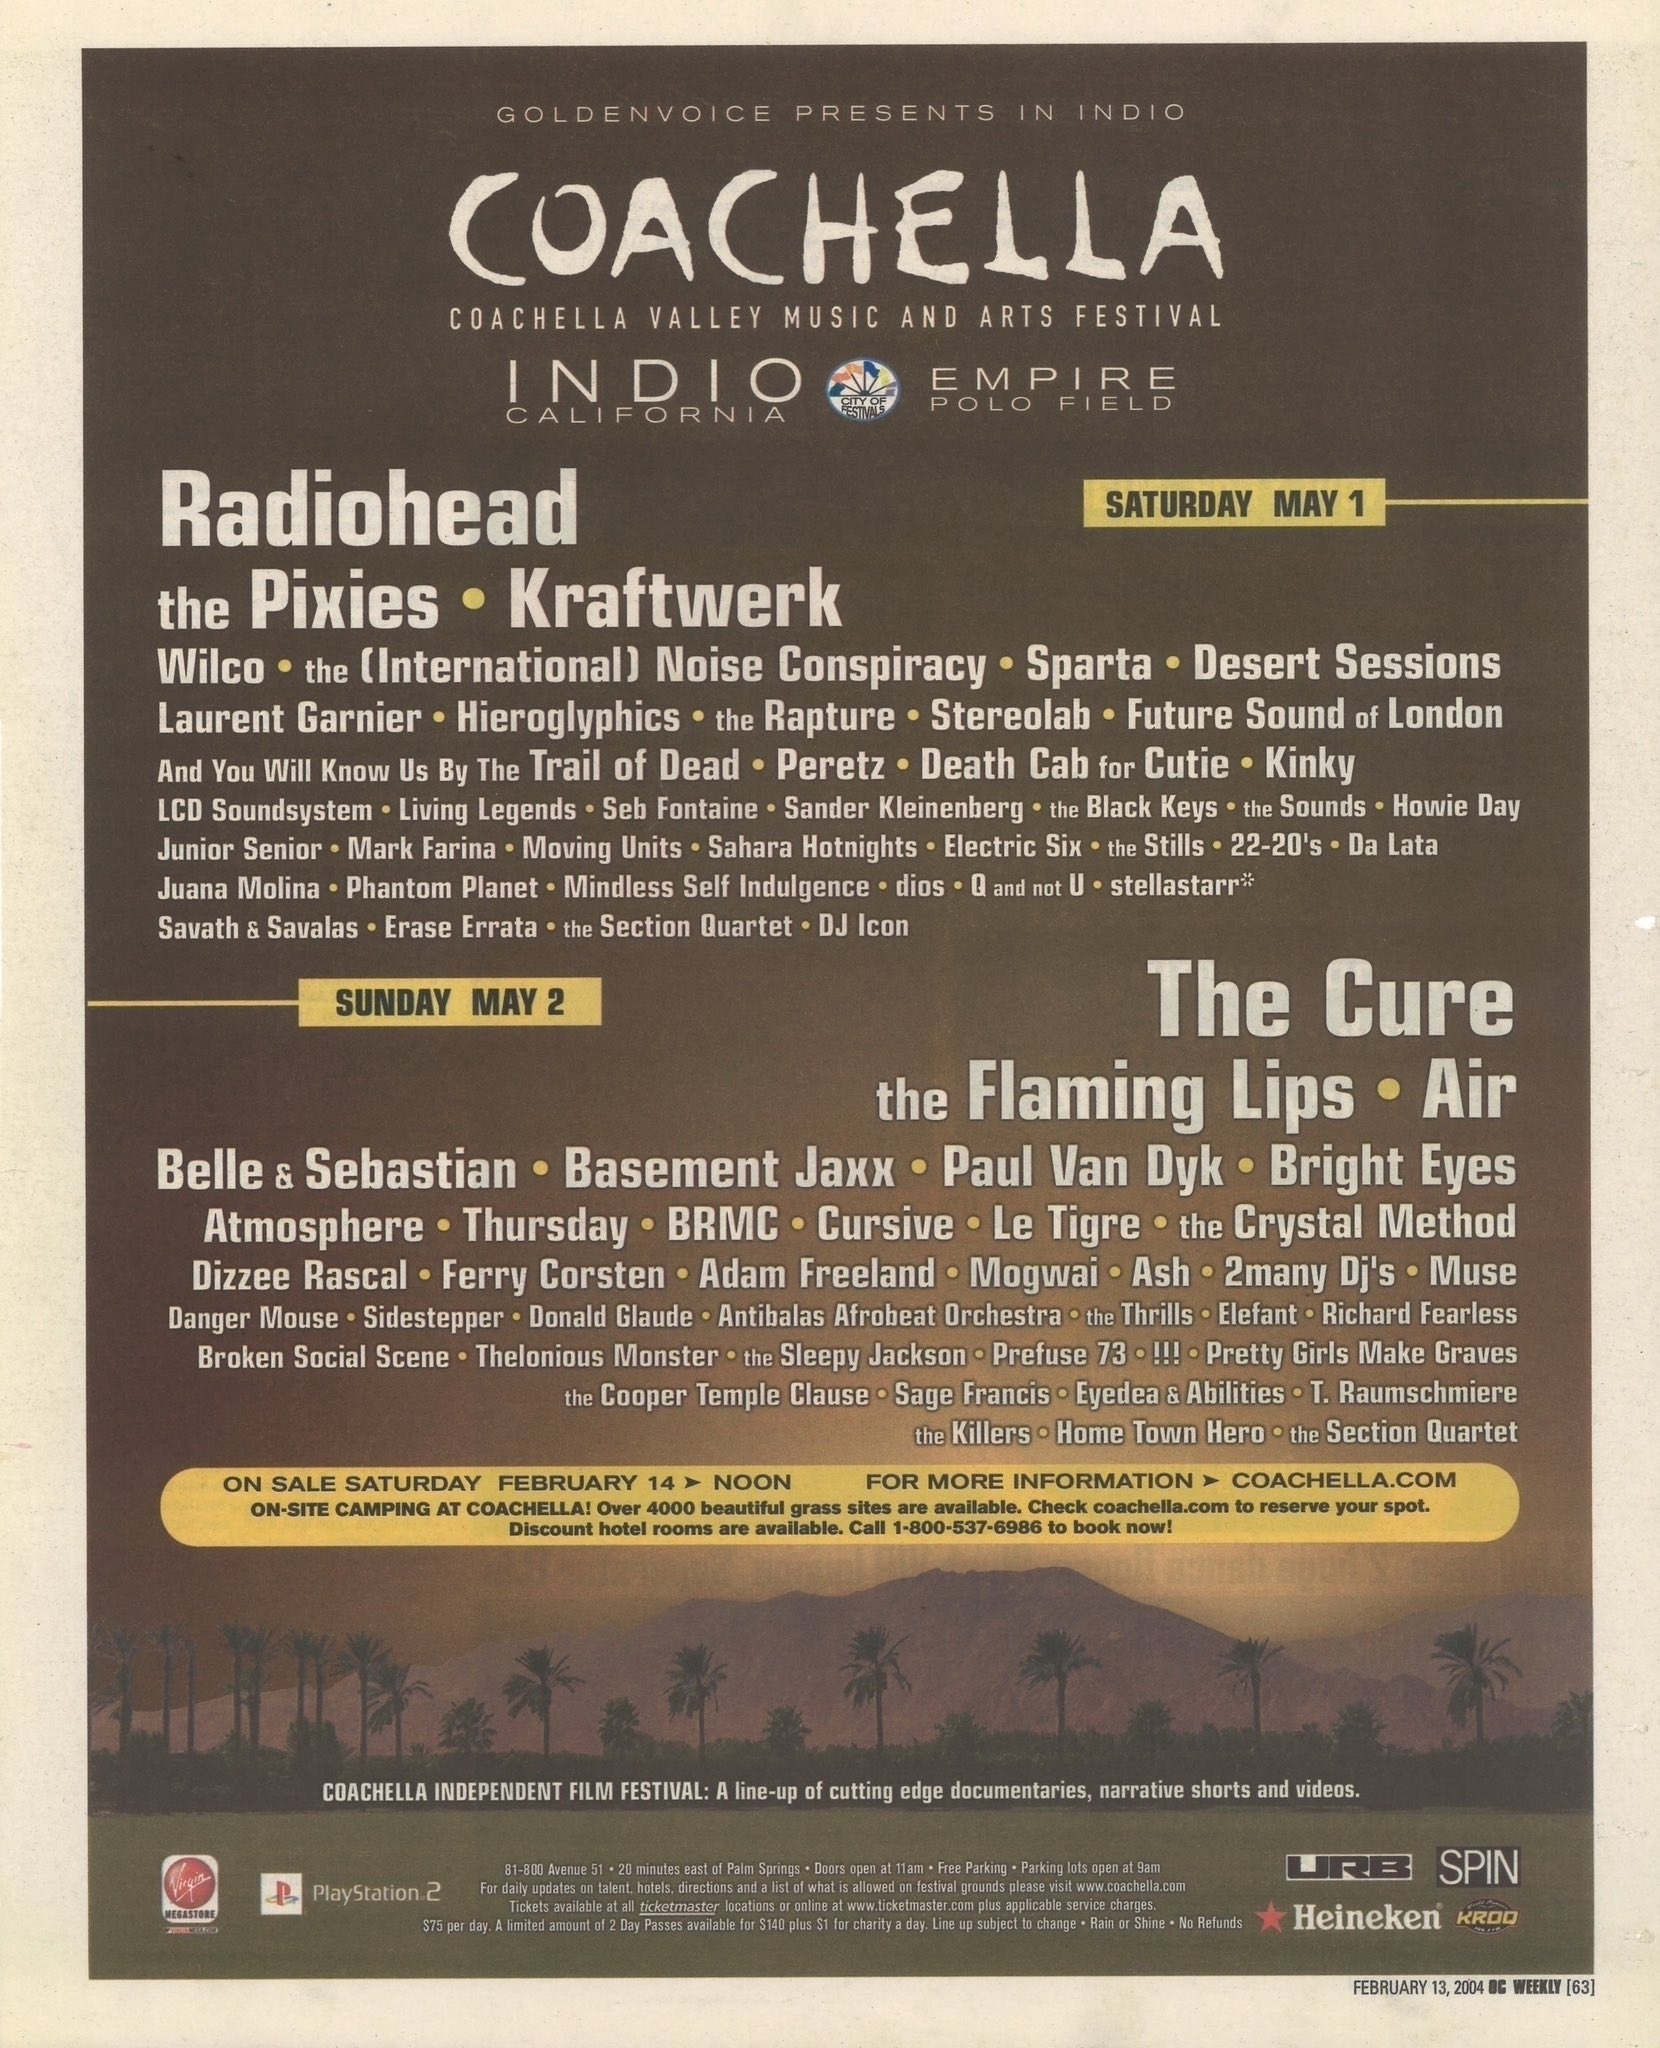 GOLDENVOICE PRESENTS IN INDIO
COACHELLA
COACHELLA VALLEY MUSIC AND ARTS FESTIVAL
INDIO
CALIFORNIA
CITY OF
FESTIVALS
EMPIRE
POLO FIELD
Radiohead
SATURDAY MAY 1
the Pixies • Kraftwerk
Wilco • the (International) Noise Conspiracy • Sparta • Desert Sessions
Laurent Garnier • Hieroglyphics • the Rapture • Stereolab • Future Sound of London
And You Will Know Us By The Trail of Dead • Peretz • Death Cab for Cutie • Kinky
LCD Soundsystem • Living Legends • Seb Fontaine • Sander Kleinenberg • the Black Keys • the Sounds • Howie Day
Junior Senior • Mark Farina • Moving Units • Sahara Hotnights • Electric Six • the Stills • 22-20's • Da Lata
Juana Molina • Phantom Planet • Mindless Self Indulgence • dios • Q and not U • stellastarr*
Savath & Savalas • Erase Errata • the Section Quartet • DJ Icon
SUNDAY MAY 2
The Cure
the Flaming Lips • Air
Belle & Sebastian • Basement Jaxx • Paul Van Dyk • Bright Eyes
Atmosphere • Thursday • BRMC • Cursive • Le Tigre • the Crystal Method
Dizzee Rascal • Ferry Corsten • Adam Freeland • Mogwai • Ash • 2many Dj's • Muse
Danger Mouse • Sidestepper • Donald Glaude • Antibalas Afrobeat Orchestra • the Thrills • Elefant • Richard Fearless
Broken Social Scene • Thelonious Monster • the Sleepy Jackson • Prefuse 73 • !!! • Pretty Girls Make Graves
the Cooper Temple Clause • Sage Francis • Eyedea & Abilities • T. Raumschmiere
the Killers • Home Town Hero • the Section Quartet
ON SALE SATURDAY FEBRUARY 14 ➤ NOON FOR MORE INFORMATION ➤ COACHELLA.COM
ON-SITE CAMPING AT COACHELLA! Over 4000 beautiful grass sites are available. Check coachella.com to reserve your spot.
Discount hotel rooms are available. Call 1-800-537-6986 to book now!
COACHELLA INDEPENDENT FILM FESTIVAL: A line-up of cutting edge documentaries, narrative shorts and videos.
Virgin
MEGASTORE
PlayStation 2
81-800 Avenue 51 • 20 minutes east of Palm Springs • Doors open at 11am • Free Parking • Parking lots open at 9am
For daily updates on talent, hotels, directions and a list of what is allowed on festival grounds please visit www.coachella.com
Tickets available at all ticketmaster locations or online at www.ticketmaster.com plus applicable service charges.
$75 per day. A limited amount of 2 Day Passes available for $140 plus $1 for charity a day. Line up subject to change • Rain or Shine • No Refunds
URB
SPIN
Heineken
KROQ
FEBRUARY 13, 2004 OC WEEKLY [63]